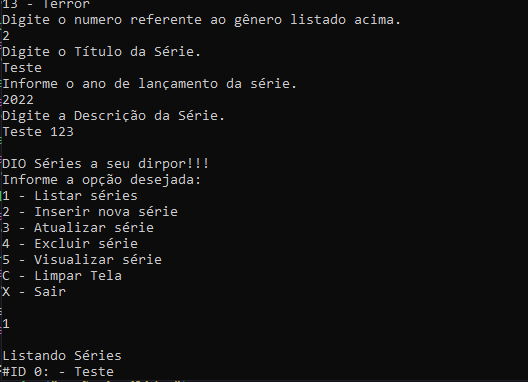 13 - Terror
Digite o numero referente ao gênero listado acima.
2
Digite o Título da Série.
Teste
Informe o ano de lançamento da série.
2022
Digite a Descrição da Série.
Teste 123
DIO Séries a seu dirpor!!!
Informe a opção desejada:
1 - Listar séries
2 - Inserir nova série
3 - Atualizar série
4 - Excluir série
5 - Visualizar série
C - Limpar Tela
X - Sair
1
Listando Séries
#ID 0: - Teste